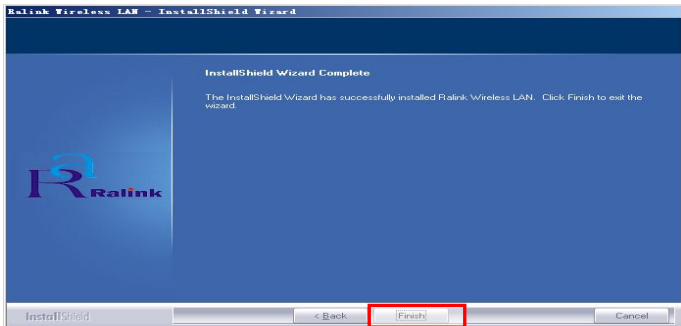 Ralink Wireless LAN - InstallShield Wizard
InstallShield Wizard Complete
The InstallShield Wizard has successfully installed Ralink Wireless LAN. Click Finish to exit the
wizard.
Ra
Ralink
InstallShield
< Back
Finish
Cancel